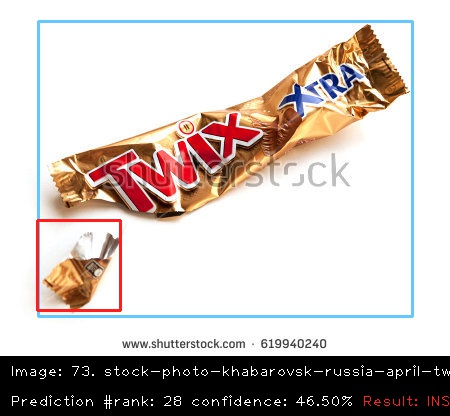 XTRA
TWIX
shutterstock
www.shutterstock.com · 619940240
Image: 73. stock-photo-khabarovsk-russia-april-tw
Prediction #rank: 28 confidence: 46.50% Result: INS